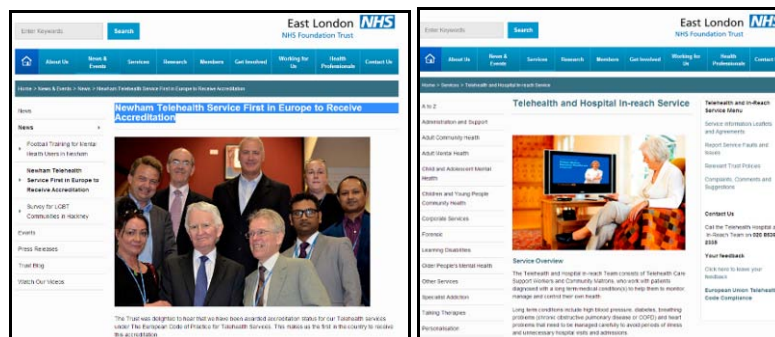 Enter Keywords
Search
East London NHS
NHS Foundation Trust
About Us
News &
Events
Services
Research
Members
Get Involved
Working for
Us
Health
Professionals
Contact Us
Home > News & Events > News > Newham Telehealth Service First in Europe to Receive Accreditation
News
News
Football Training for Mental
Health Users in Newham
Newham Telehealth
Service First in Europe to
Receive Accreditation
Survey for LGBT
Communities in Hackney
Events
Press Releases
Trust Blog
Watch Our Videos
Newham Telehealth Service First in Europe to Receive
Accreditation
The Trust was delighted to hear that we have been awarded accreditation status for our Telehealth services
under The European Code of Practice for Telehealth Services. This makes us the first in the country to receive
this accreditation.
Enter Keywords
Search
East London NHS
NHS Foundation Trust
About Us
News &
Events
Services
Research
Members
Get Involved
Working for
Us
Health
Professionals
Contact
Home > Services > Telehealth and Hospital In-reach Service
A to Z
Administration and Support
Adult Community Health
Adult Mental Health
Child and Adolescent Mental
Health
Children and Young People
Community Health
Corporate Services
Forensic
Learning Disabilities
Older People's Mental Health
Other Services
Specialist Addiction
Talking Therapies
Personalisation
Telehealth and Hospital In-reach Service
Service Overview
The Telehealth and Hospital In-reach Team consists of Telehealth Care
Support Workers and Community Matrons, who work with patients
diagnosed with a long term medical condition(s) to help them to monitor,
manage and control their own health.
Long term conditions include high blood pressure, diabetes, breathing
problems (chronic obstructive pulmonary disease or COPD) and heart
problems that need to be managed carefully to avoid periods of illness
and unnecessary hospital visits and admissions.
Telehealth and In-Reach
Service Menu
Service Information Leaflets
and Agreements
Report Service Faults and
Issues
Relevant Trust Policies
Complaints, Comments and
Suggestions
Contact Us
Call the Telehealth Hospital
In-Reach Team on 020
Your feedback
Click here to leave your
feedback
European Union Telehealth
Code Compliance